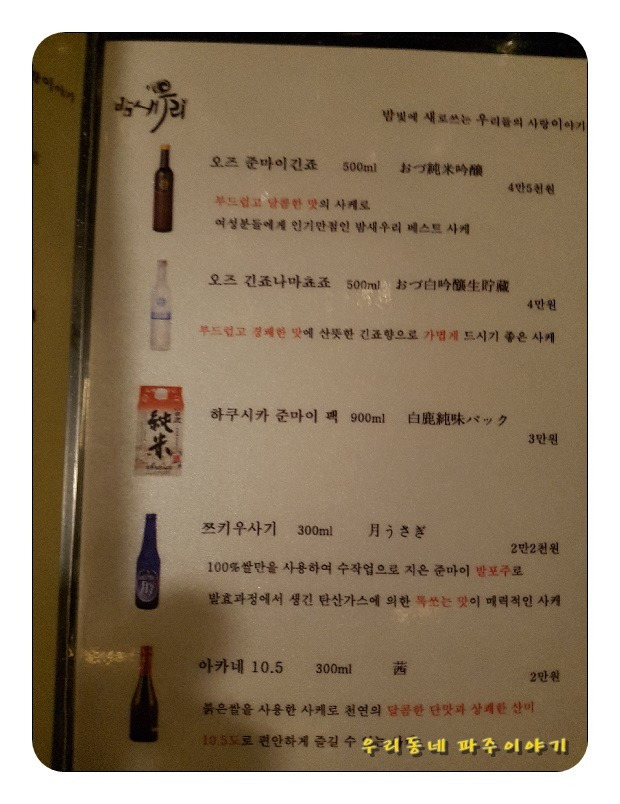 밤새우리
밤빛에 새로쓰는 우리들의 사랑이야기
오즈 준마이긴죠 500ml おづ純米吟醸
4만5천원
부드럽고 달콤한 맛의 사케로
여성분들에게 인기만점인 밤새우리 베스트 사케
오즈 긴죠나마쵸죠 500ml おづ白吟醸生貯蔵
4만원
부드럽고 경쾌한 맛에 산뜻한 긴죠향으로 가볍게 드시기 좋은 사케
純米
하쿠시카 준마이 팩 900ml 白鹿純味バック
3만원
쯔키우사기 300ml 月うさぎ
2만2천원
100%쌀만을 사용하여 수작업으로 지은 준마이 발포주로
발효과정에서 생긴 탄산가스에 의한 톡쏘는 맛이 매력적인 사케
아카네 10.5 300ml 茜
2만원
붉은쌀을 사용한 사케로 천연의 달콤한 단맛과 상쾌한 산미
10.5도로 편안하게 즐길 수
우리동네 파주이야기